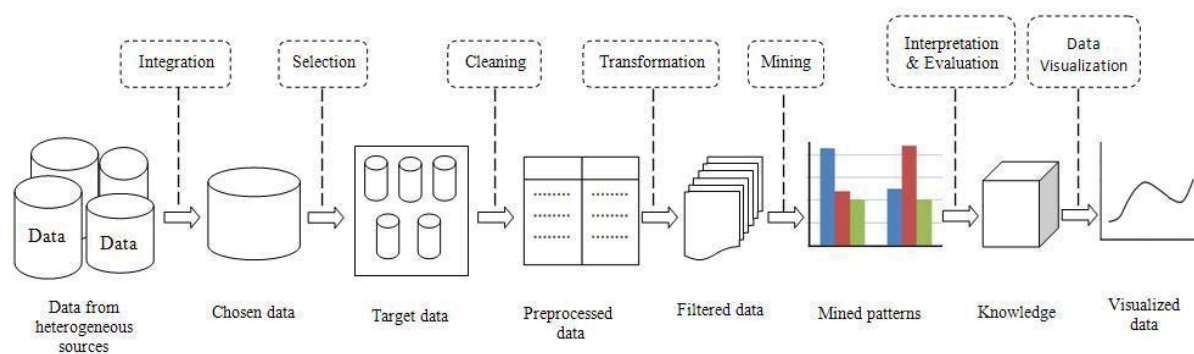 Integration
Selection
Cleaning
Transformation
Mining
Interpretation
& Evaluation
Data
Visualization
Data
Data
Data from
heterogeneous
sources
Chosen data
Target data
Preprocessed
data
Filtered data
Mined patterns
Knowledge
Visualized
data